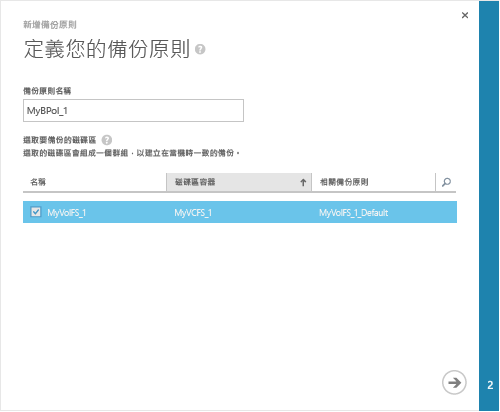 新增備份原則
定義您的備份原則 ?
備份原則名稱
MyBPol_1
選取要備份的磁碟區 ?
選取的磁碟區會組成一個群組，以建立在當機時一致的備份。
名稱 磁碟區容器 相關備份原則
MyVolFS_1 MyVCFS_1 MyVolFS_1_Default
2